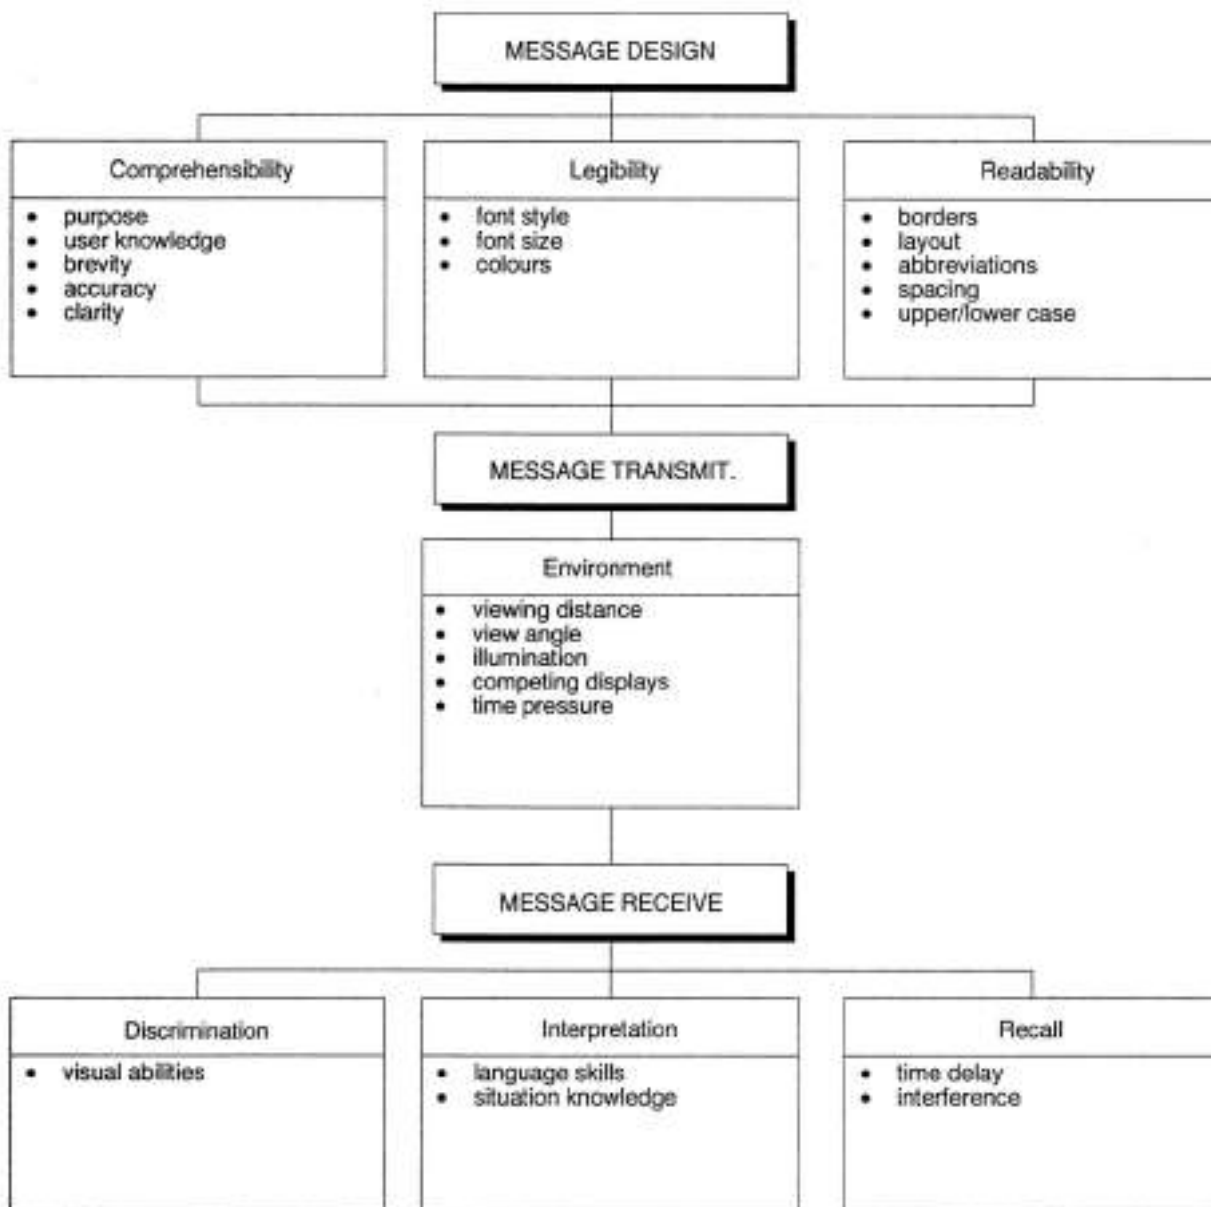 MESSAGE DESIGN
Comprehensibility
• purpose
• user knowledge
• brevity
• accuracy
• clarity
Legibility
• font style
• font size
• colours
Readability
• borders
• layout
• abbreviations
• spacing
• upper/lower case
MESSAGE TRANSMIT.
Environment
• viewing distance
• view angle
• illumination
• competing displays
• time pressure
MESSAGE RECEIVE
Discrimination
• visual abilities
Interpretation
• language skills
• situation knowledge
Recall
• time delay
• interference